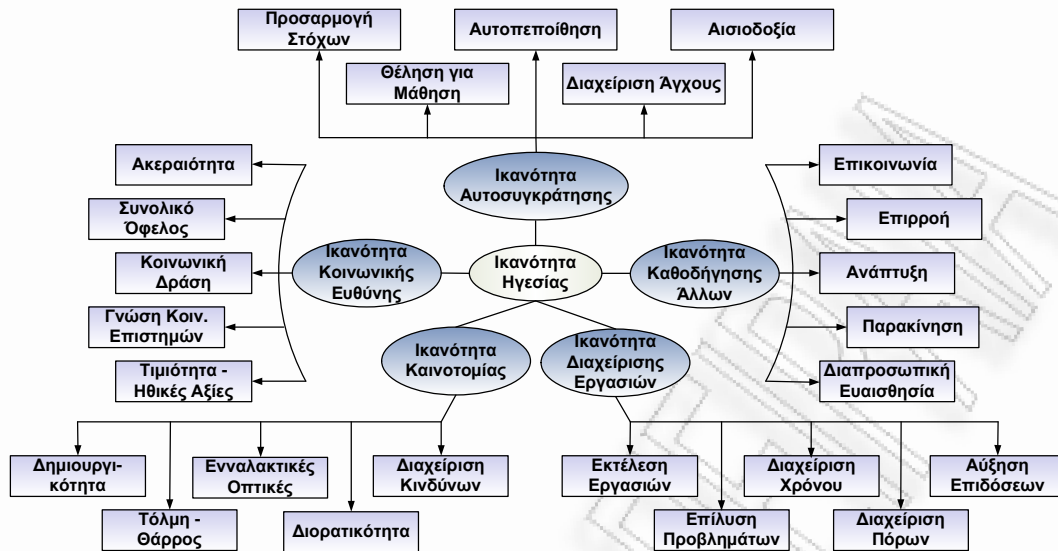 Προσαρμογή
Στόχων
Αυτοπεποίθηση
Αισιοδοξία
Θέληση για
Μάθηση
Διαχείριση Άγχους
Ικανότητα
Αυτοσυγκράτησης
Ακεραιότητα
Συνολικό
Όφελος
Κοινωνική
Δράση
Γνώση Κοιν.
Επιστημών
Τιμιότητα -
Ηθικές Αξίες
Ικανότητα
Κοινωνικής
Ευθύνης
Ικανότητα
Ηγεσίας
Ικανότητα
Καθοδήγησης
Άλλων
Επικοινωνία
Επιρροή
Ανάπτυξη
Παρακίνηση
Διαπροσωπική
Ευαισθησία
Ικανότητα
Καινοτομίας
Ικανότητα
Διαχείρισης
Εργασιών
Δημιουργι-
κότητα
Τόλμη -
Θάρρος
Ενναλακτικές
Οπτικές
Διορατικότητα
Διαχείριση
Κινδύνων
Εκτέλεση
Εργασιών
Επίλυση
Προβλημάτων
Διαχείριση
Χρόνου
Διαχείριση
Πόρων
Αύξηση
Επιδόσεων